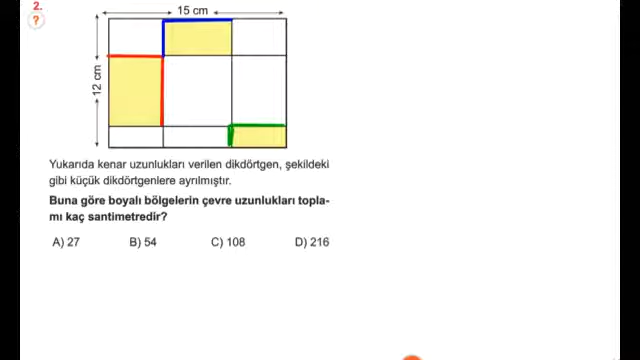 2.
?
15 cm
12 cm
Yukarıda kenar uzunlukları verilen dikdörtgen, şekildeki
gibi küçük dikdörtgenlere ayrılmıştır.
Buna göre boyalı bölgelerin çevre uzunlukları topla-
mı kaç santimetredir?
A) 27 B) 54 C) 108 D) 216